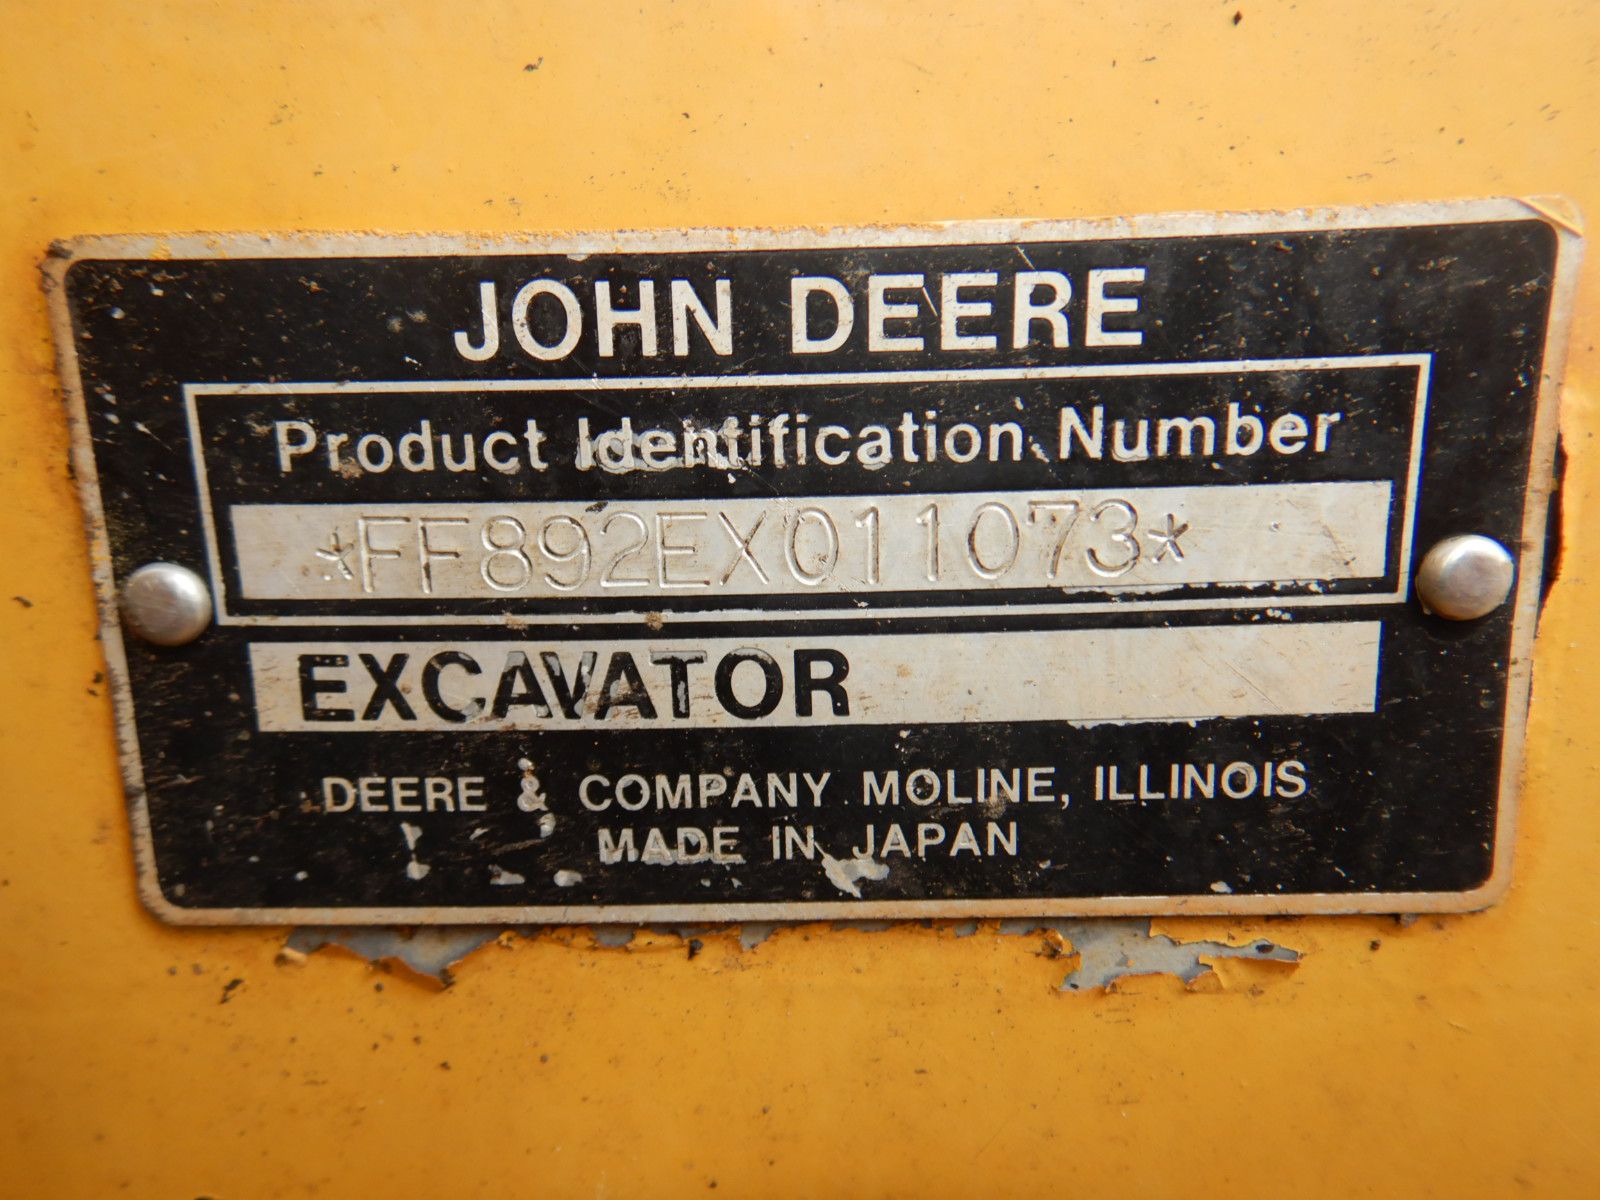 JOHN DEERE
Product Identification Number
*FF892EX011073*
EXCAVATOR
DEERE & COMPANY MOLINE, ILLINOIS
MADE IN JAPAN